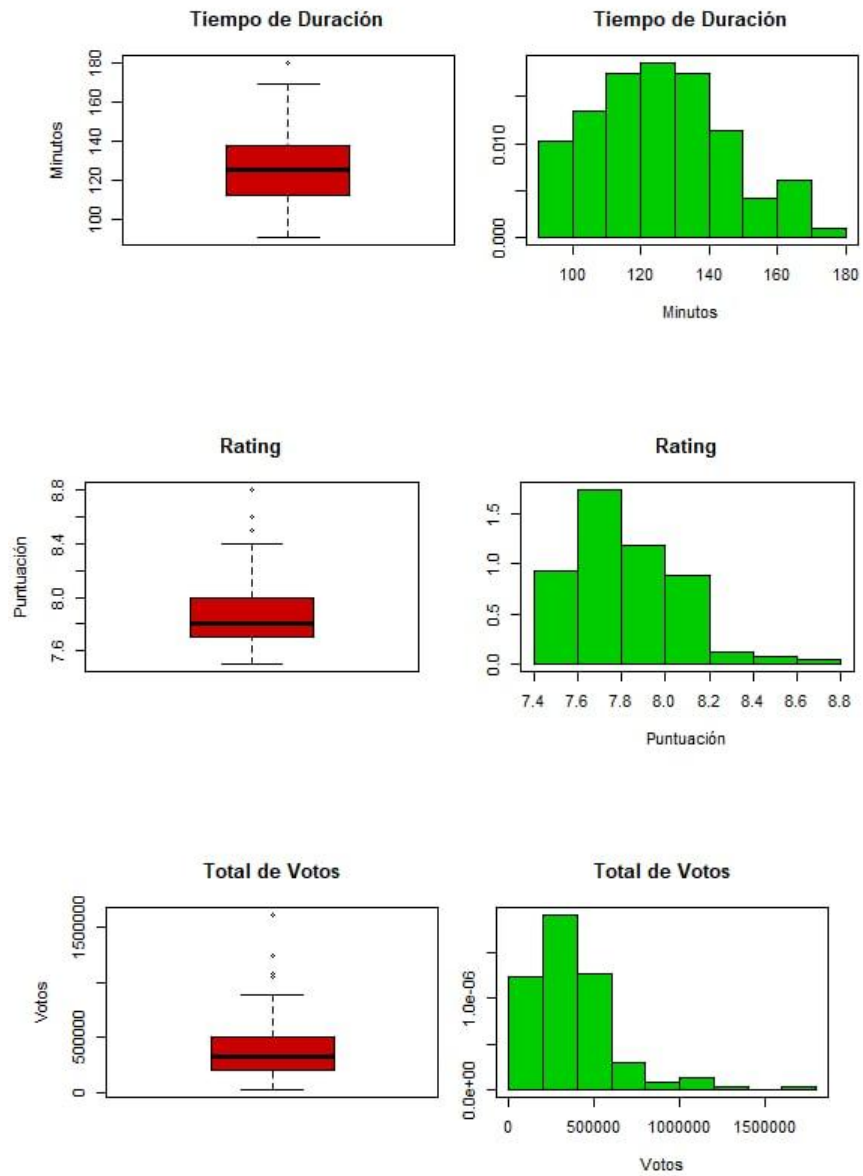 Tiempo de Duración
Minutos
100 120 140 160 180
Tiempo de Duración
0.000 0.010
100 120 140 160 180
Minutos
Rating
Puntuación
7.6 8.0 8.4 8.8
Rating
0.0 0.5 1.0 1.5
7.4 7.6 7.8 8.0 8.2 8.4 8.6 8.8
Puntuación
Total de Votos
Votos
0 500000 1500000
Total de Votos
0.0e+00 1.0e-06
0 500000 1000000 1500000
Votos